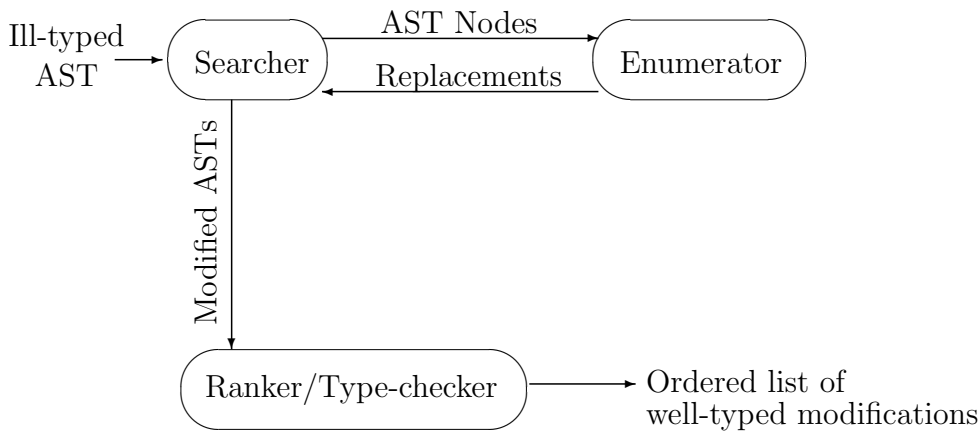 Ill-typed
AST
Searcher
AST Nodes
Replacements
Enumerator
Modified ASTs
Ranker/Type-checker
Ordered list of
well-typed modifications